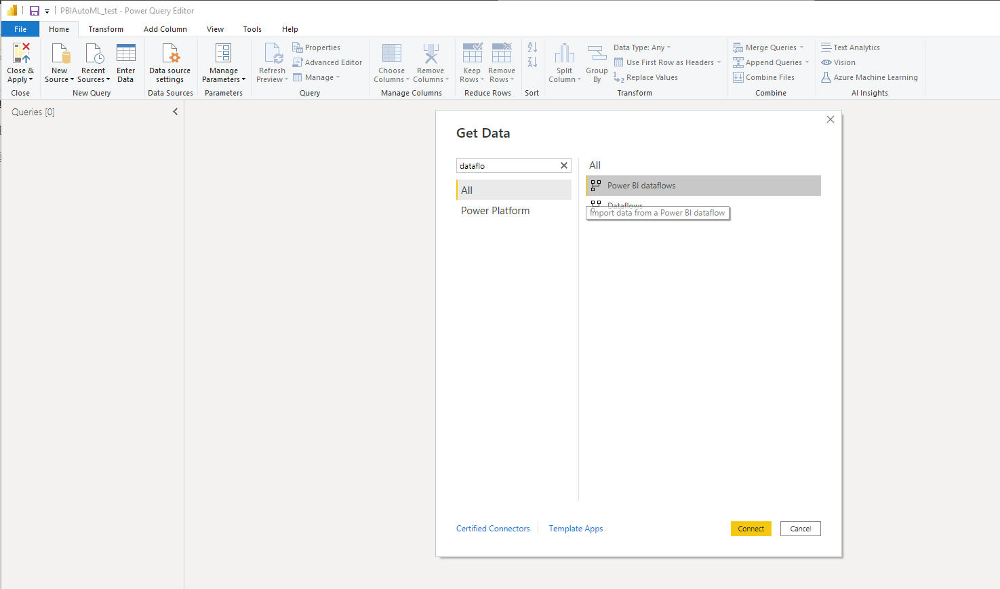 PBIAutoML_test - Power Query Editor
File Home Transform Add Column View Tools Help
Close & Apply
New Source
Recent Sources
Enter Data
Data source settings
Manage Parameters
Refresh Preview
Properties
Advanced Editor
Manage
Choose Columns
Remove Columns
Keep Rows
Remove Rows
A Z
Z A
Split Column
Group By
Data Type: Any
Use First Row as Headers
1 2 Replace Values
Merge Queries
Append Queries
Combine Files
Text Analytics
Vision
Azure Machine Learning
Close New Query Data Sources Parameters Query Manage Columns Reduce Rows Sort Transform Combine AI Insights
Queries [0]
Get Data
dataflo
All
Power Platform
All
Power BI dataflows
Dataflows
Import data from a Power BI dataflow
Certified Connectors Template Apps
Connect Cancel